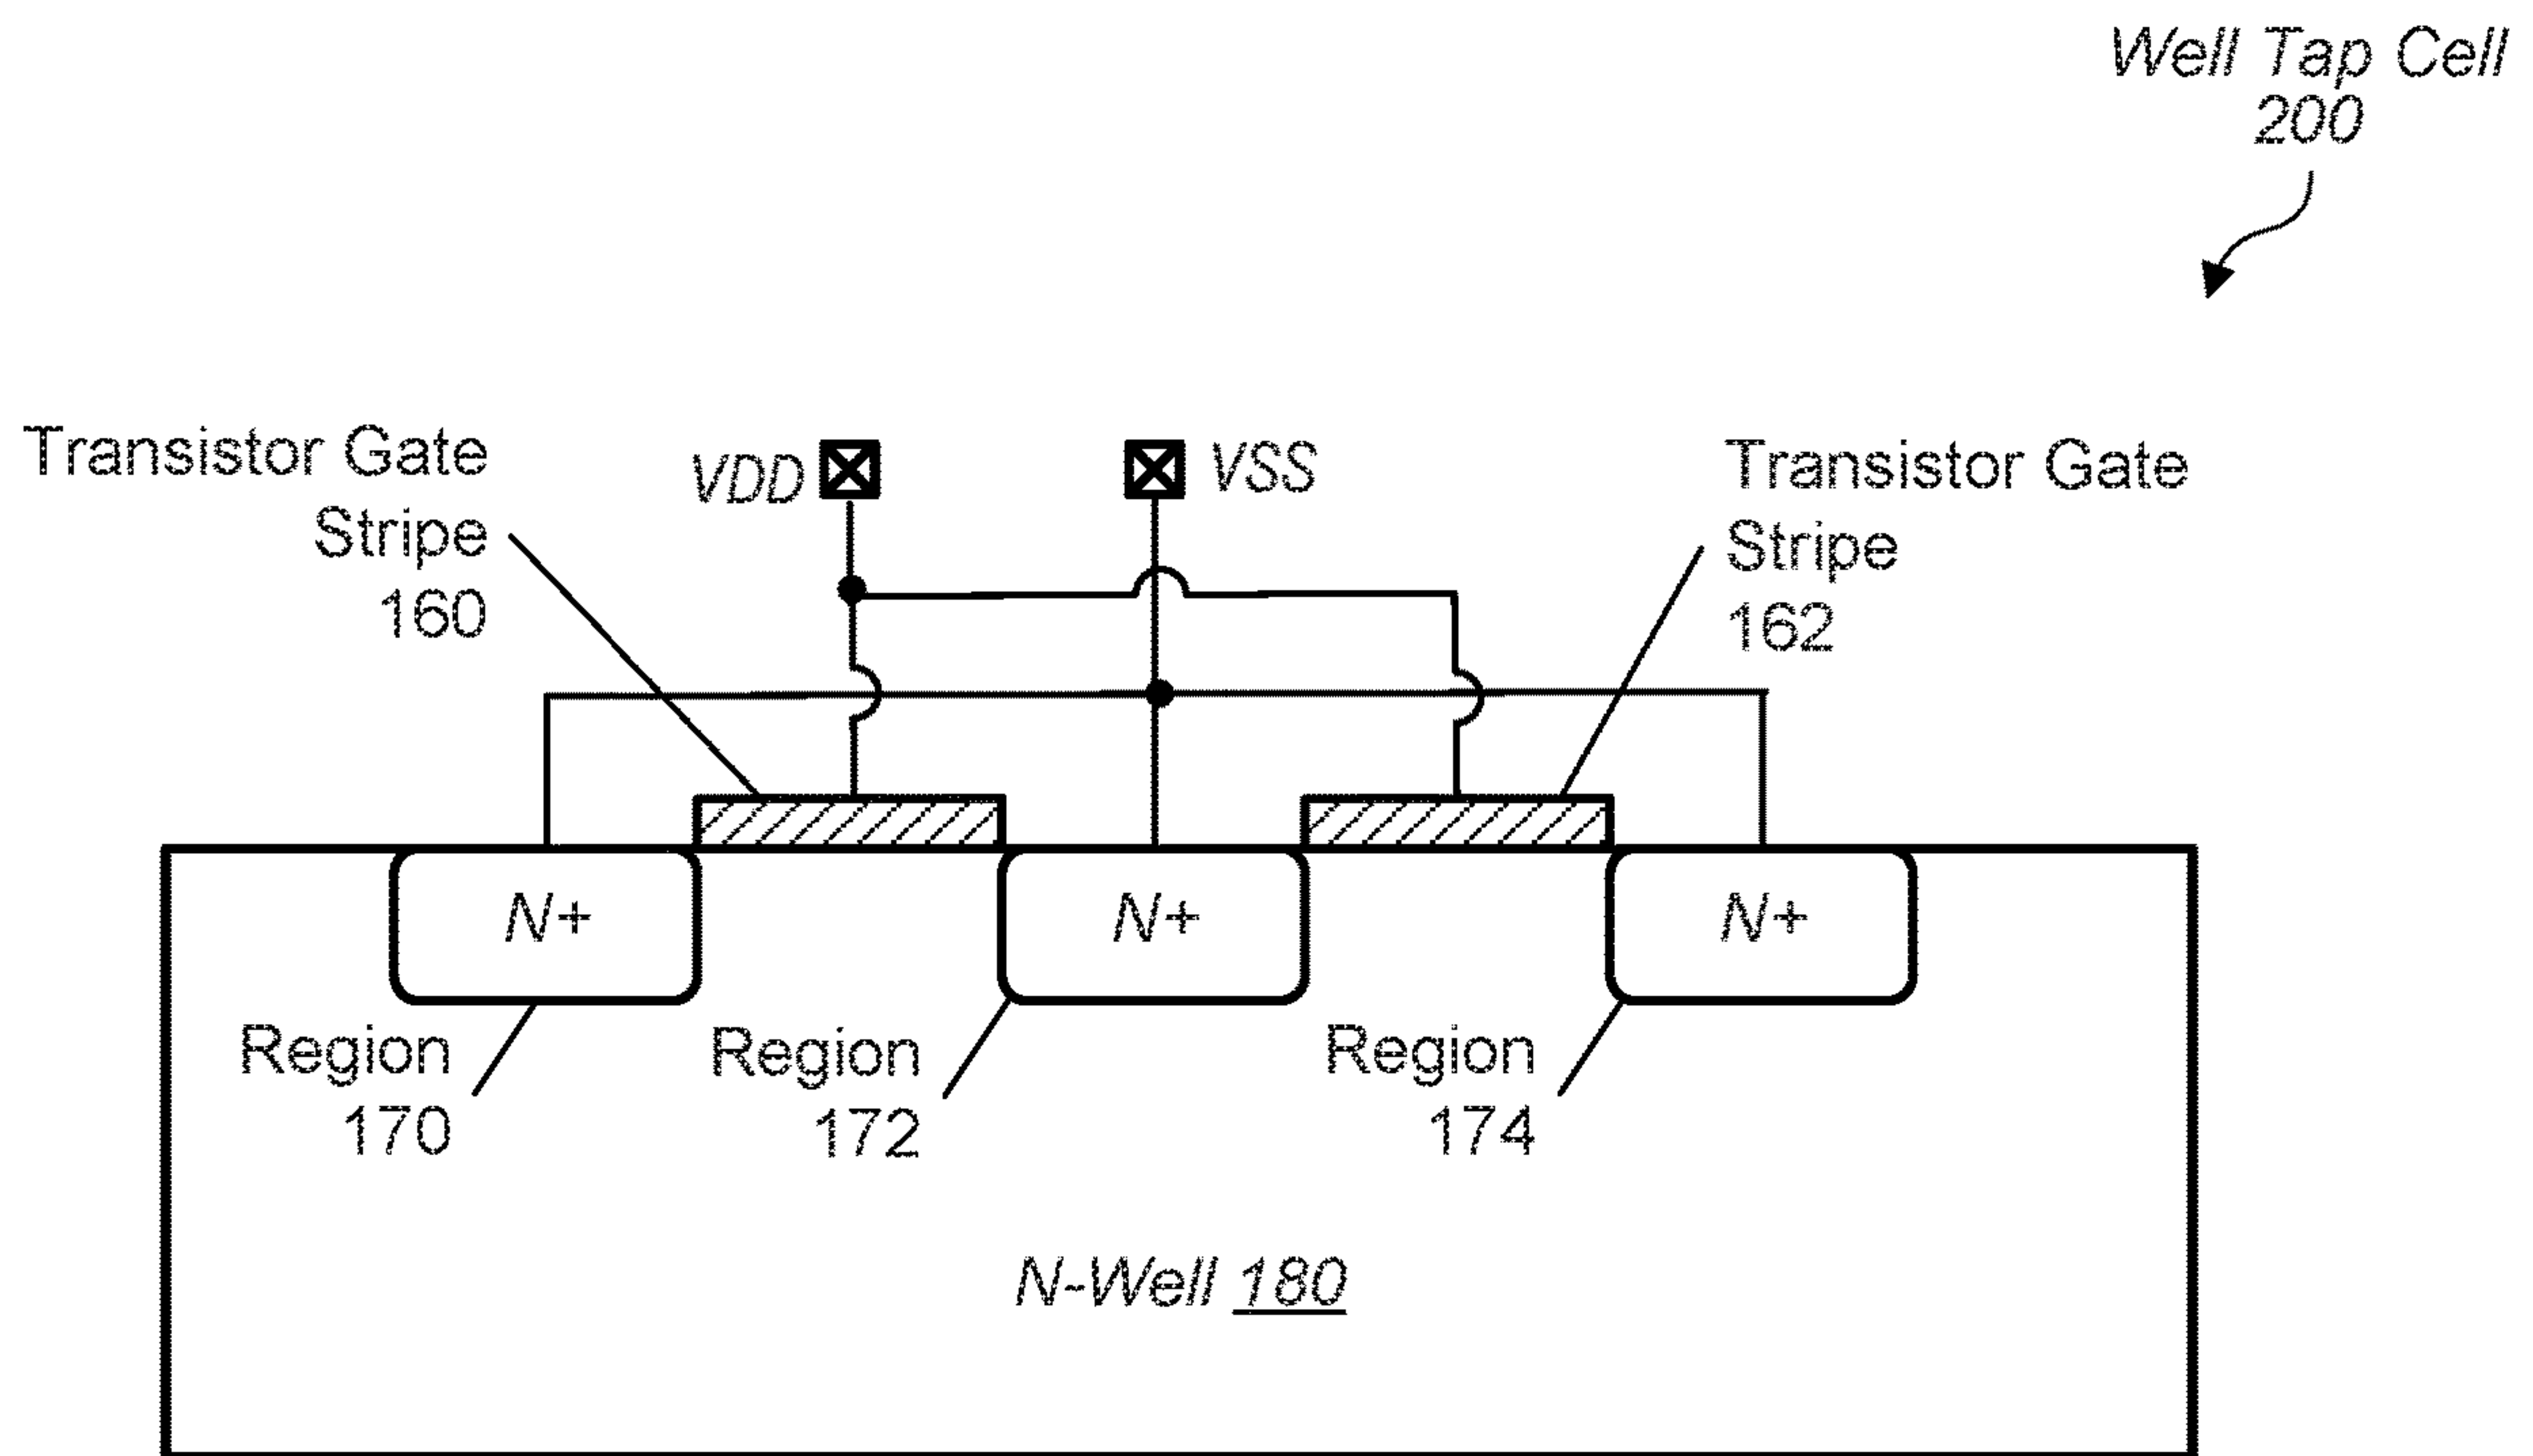 Well Tap Cell
200
Transistor Gate
Stripe
160
VDD
VSS
Transistor Gate
Stripe
162
N+
N+
N+
Region
170
Region
172
Region
174
N-Well 180